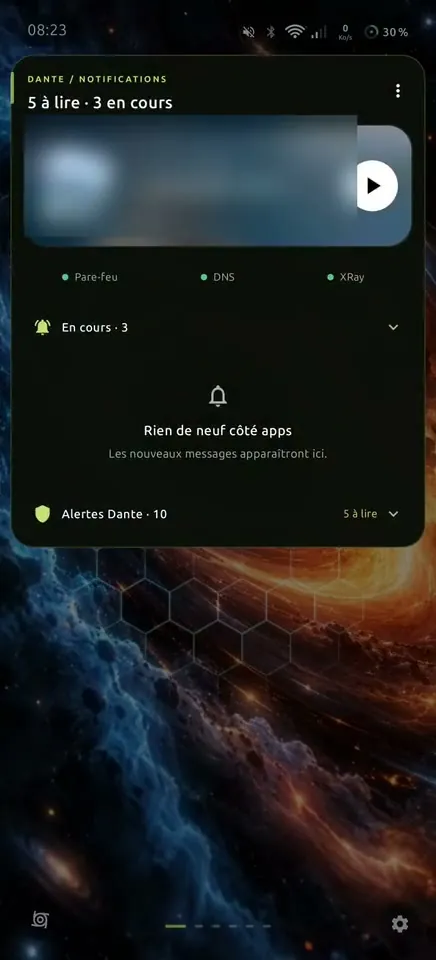 08:23
0
Ko/s
30 %
DANTE / NOTIFICATIONS
5 à lire · 3 en cours
Pare-feu
DNS
XRay
En cours · 3
Rien de neuf côté apps
Les nouveaux messages apparaîtront ici.
Alertes Dante · 10
5 à lire